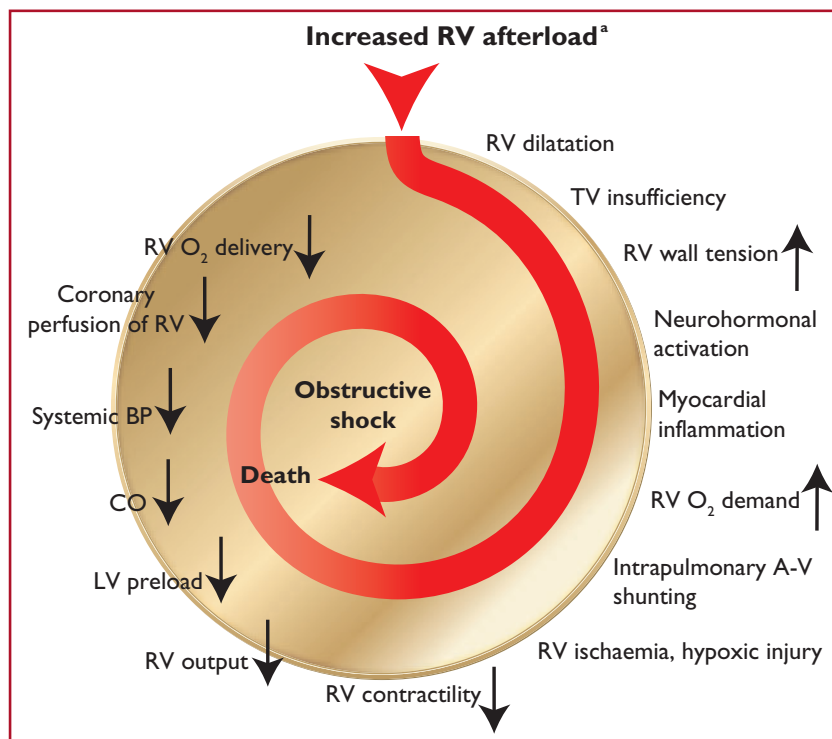 Increased RV afterloadᵃ
RV dilatation
TV insufficiency
RV wall tension
Neurohormonal
activation
Myocardial
inflammation
RV O₂ demand
Intrapulmonary A-V
shunting
RV ischaemia, hypoxic injury
RV contractility
RV output
LV preload
CO
Systemic BP
Coronary
perfusion of RV
RV O₂ delivery
Obstructive
shock
Death